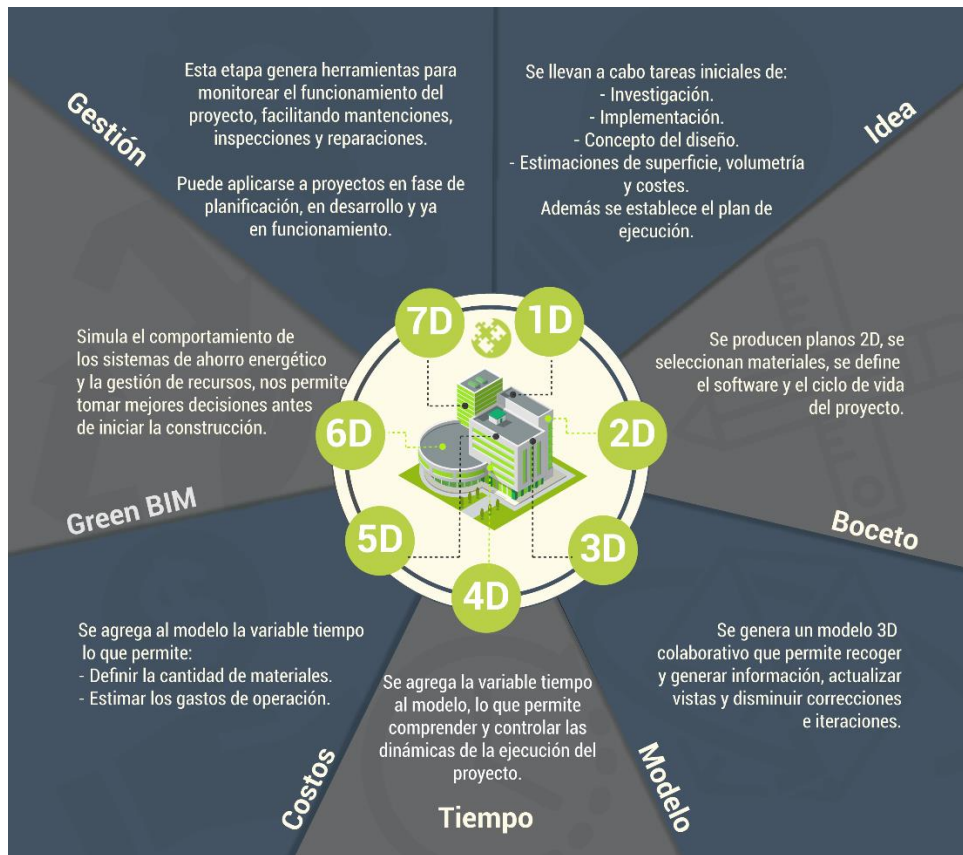 Idea
Se llevan a cabo tareas iniciales de:
- Investigación.
- Implementación.
- Concepto del diseño.
- Estimaciones de superficie, volumetría
y costes.
Además se establece el plan de
ejecución.
1D
Boceto
Se producen planos 2D, se
seleccionan materiales, se define
el software y el ciclo de vida
del proyecto.
2D
Modelo
Se genera un modelo 3D
colaborativo que permite recoger
y generar información, actualizar
vistas y disminuir correcciones
e iteraciones.
3D
4D
Se agrega la variable tiempo
al modelo, lo que permite
comprender y controlar las
dinámicas de la ejecución del
proyecto.
Tiempo
5D
Se agrega al modelo la variable tiempo
lo que permite:
- Definir la cantidad de materiales.
- Estimar los gastos de operación.
Costos
6D
Simula el comportamiento de
los sistemas de ahorro energético
y la gestión de recursos, nos permite
tomar mejores decisiones antes
de iniciar la construcción.
Green BIM
7D
Esta etapa genera herramientas para
monitorear el funcionamiento del
proyecto, facilitando mantenciones,
inspecciones y reparaciones.
Puede aplicarse a proyectos en fase de
planificación, en desarrollo y ya
en funcionamiento.
Gestión